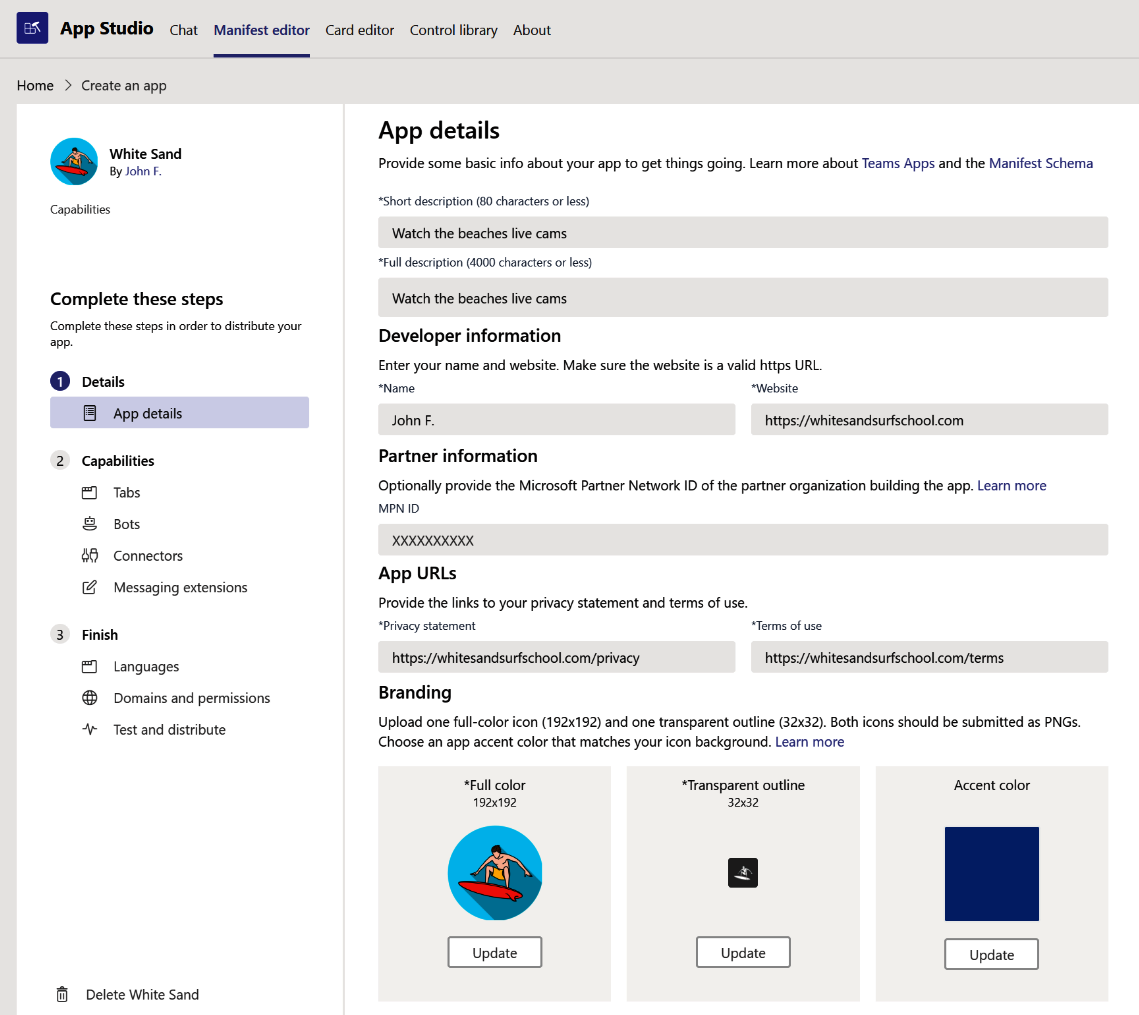 App Studio Chat Manifest editor Card editor Control library About
Home > Create an app
White Sand
By John F.
Capabilities
Complete these steps
Complete these steps in order to distribute your
app.
1 Details
App details
2 Capabilities
Tabs
Bots
Connectors
Messaging extensions
3 Finish
Languages
Domains and permissions
Test and distribute
Delete White Sand
App details
Provide some basic info about your app to get things going. Learn more about Teams Apps and the Manifest Schema
*Short description (80 characters or less)
Watch the beaches live cams
*Full description (4000 characters or less)
Watch the beaches live cams
Developer information
Enter your name and website. Make sure the website is a valid https URL.
*Name *Website
John F. https://whitesandsurfschool.com
Partner information
Optionally provide the Microsoft Partner Network ID of the partner organization building the app. Learn more
MPN ID
XXXXXXXXXX
App URLs
Provide the links to your privacy statement and terms of use.
*Privacy statement *Terms of use
https://whitesandsurfschool.com/privacy https://whitesandsurfschool.com/terms
Branding
Upload one full-color icon (192x192) and one transparent outline (32x32). Both icons should be submitted as PNGs.
Choose an app accent color that matches your icon background. Learn more
*Full color *Transparent outline Accent color
192x192 32x32
Update Update Update